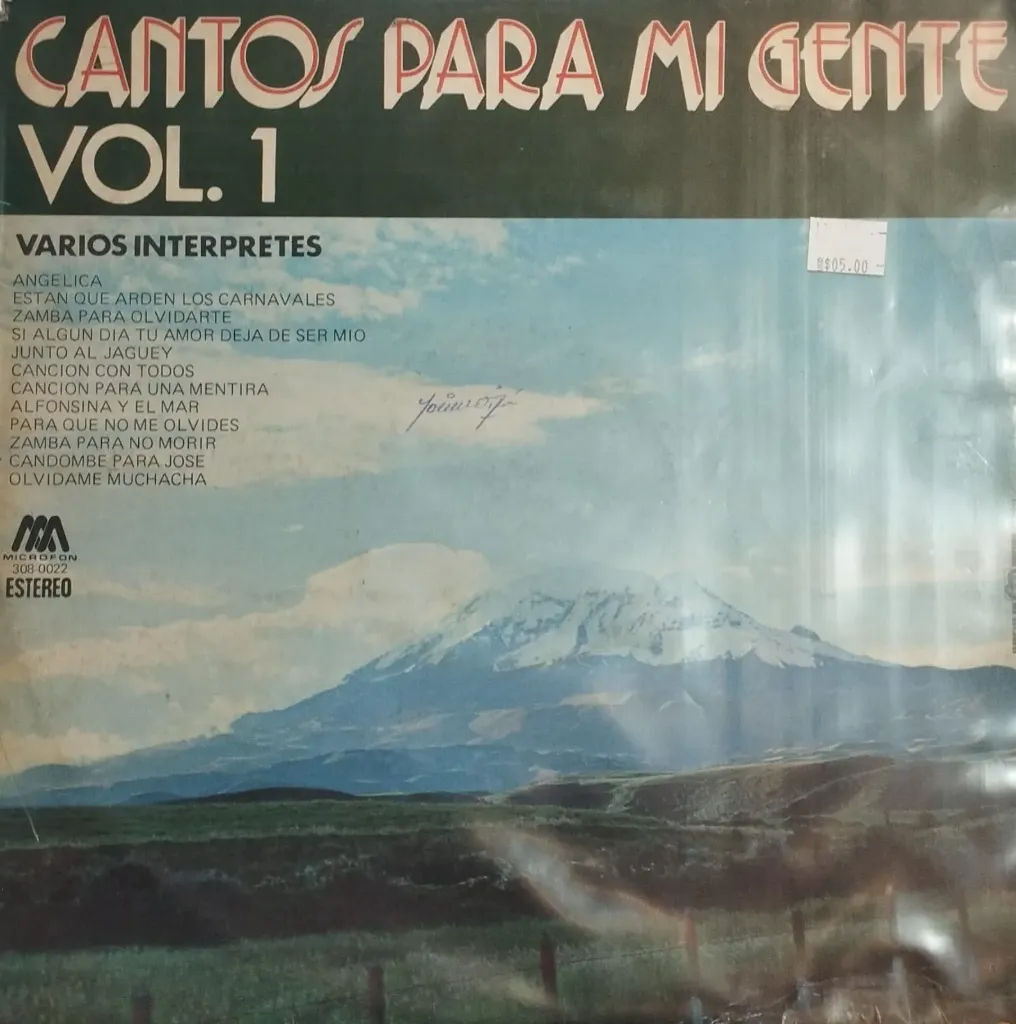 CANTOS PARA MI GENTE
VOL. 1
VARIOS INTERPRETES
ANGELICA
ESTAN QUE ARDEN LOS CARNAVALES
ZAMBA PARA OLVIDARTE
SI ALGUN DIA TU AMOR DEJA DE SER MIO
JUNTO AL JAGUEY
CANCION CON TODOS
CANCION PARA UNA MENTIRA
ALFONSINA Y EL MAR
PARA QUE NO ME OLVIDES
ZAMBA PARA NO MORIR
CANDOMBE PARA JOSE
OLVIDAME MUCHACHA
MICROFON
308-0022
ESTEREO